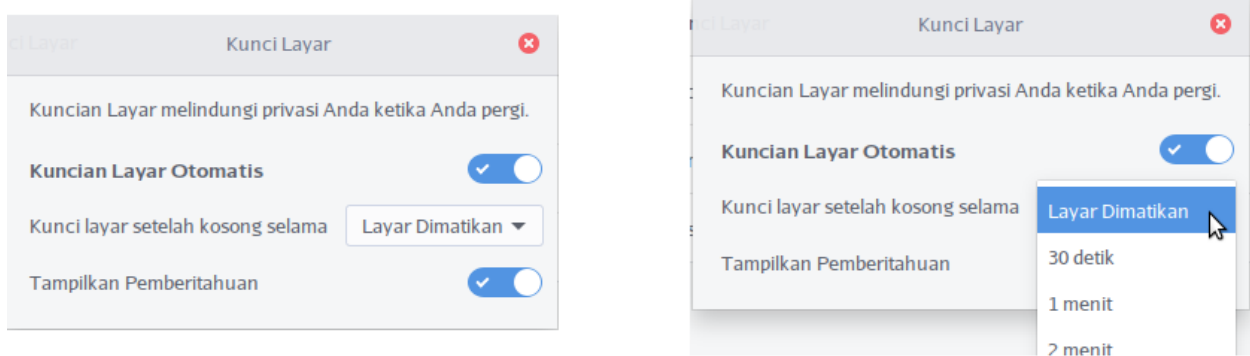 Kunci Layar
Kuncian Layar melindungi privasi Anda ketika Anda pergi.
Kuncian Layar Otomatis
Kunci layar setelah kosong selama Layar Dimatikan
Tampilkan Pemberitahuan
Kunci Layar
Kuncian Layar melindungi privasi Anda ketika Anda pergi.
Kuncian Layar Otomatis
Kunci layar setelah kosong selama Layar Dimatikan
30 detik
Tampilkan Pemberitahuan
1 menit
2 menit